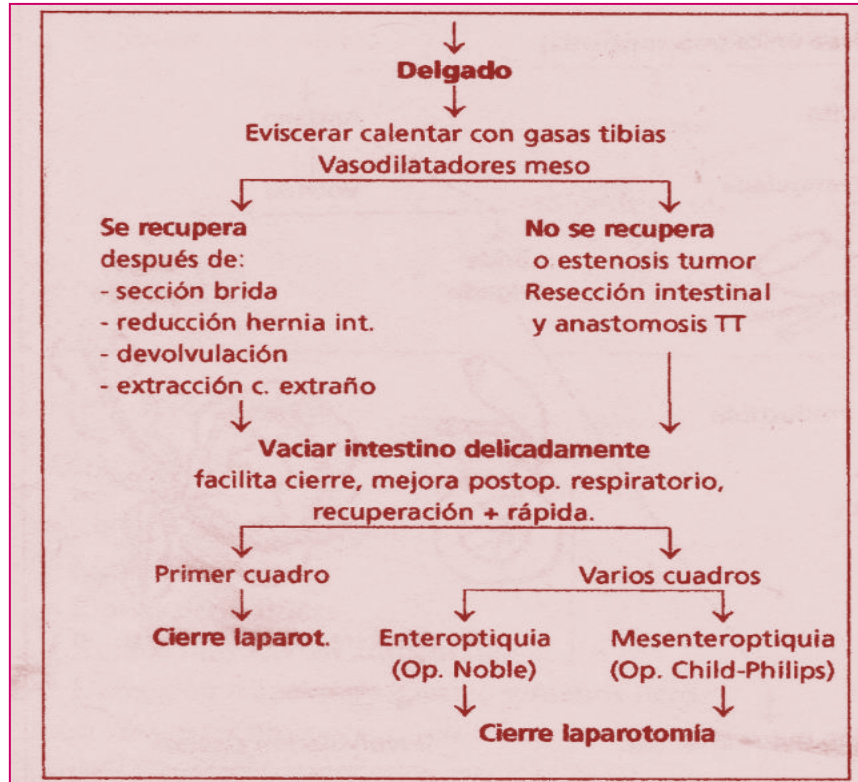 Delgado
Eviscerar calentar con gasas tibias
Vasodilatadores meso
Se recupera
después de:
- sección brida
- reducción hernia int.
- devolvulación
- extracción c. extraño
No se recupera
o estenosis tumor
Resección intestinal
y anastomosis TT
Vaciar intestino delicadamente
facilita cierre, mejora postop. respiratorio,
recuperación + rápida.
Primer cuadro
Varios cuadros
Cierre laparot.
Enteroptiquia
(Op. Noble)
Mesenteroptiquia
(Op. Child-Philips)
Cierre laparotomía